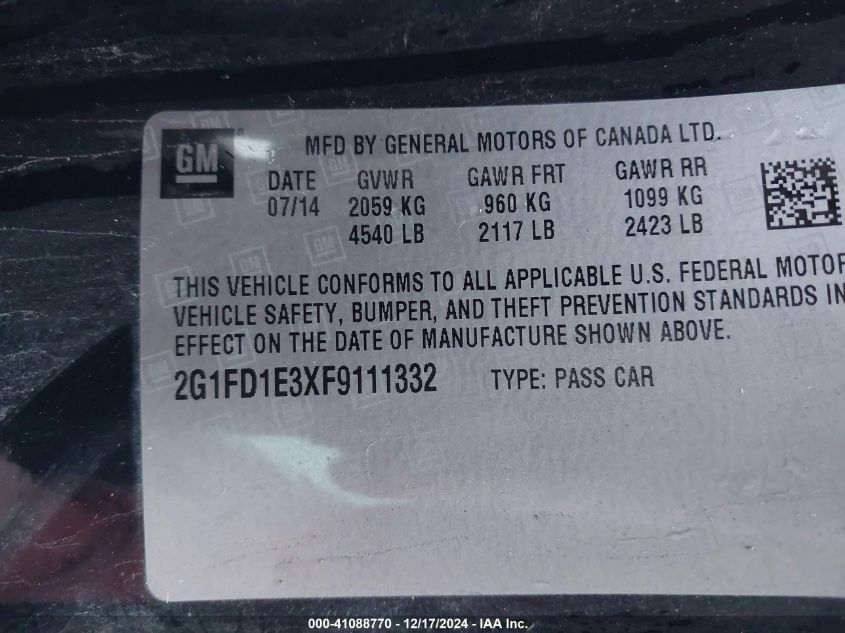 GM
MFD BY GENERAL MOTORS OF CANADA LTD.
DATE GVWR GAWR FRT GAWR RR
07/14 2059 KG 960 KG 1099 KG
4540 LB 2117 LB 2423 LB
THIS VEHICLE CONFORMS TO ALL APPLICABLE U.S. FEDERAL MOTOR
VEHICLE SAFETY, BUMPER, AND THEFT PREVENTION STANDARDS IN
EFFECT ON THE DATE OF MANUFACTURE SHOWN ABOVE.
2G1FD1E3XF9111332 TYPE: PASS CAR
000-41088770 - 12/17/2024 - IAA Inc.